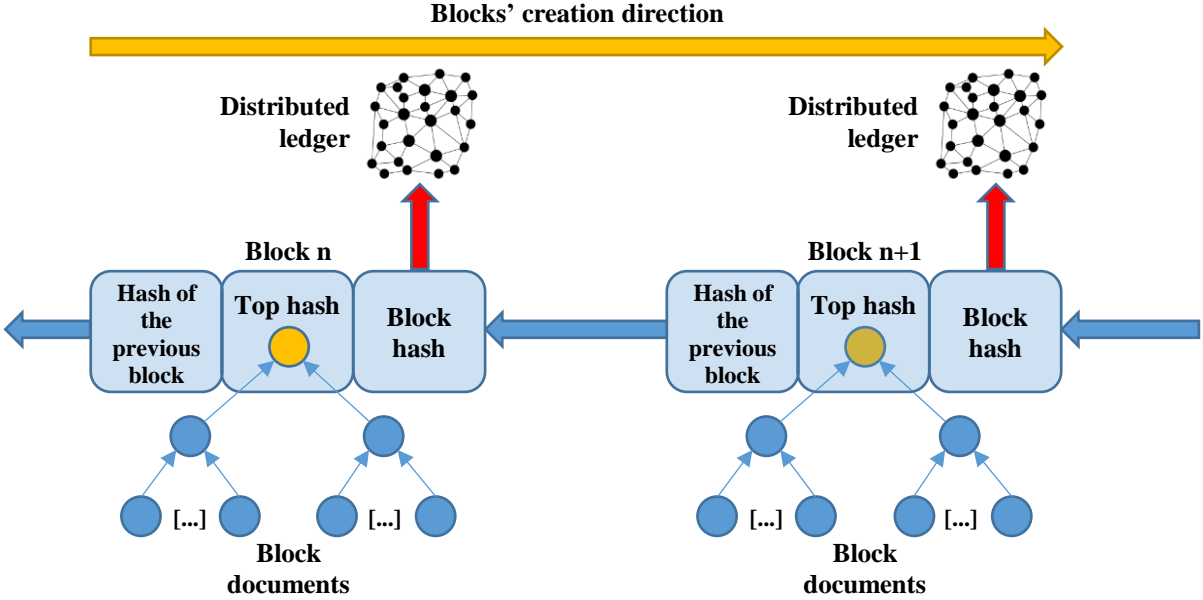 Blocks’ creation direction
Distributed
ledger
Distributed
ledger
Block n
Hash of
the
previous
block
Top hash
Block
hash
Block n+1
Hash of
the
previous
block
Top hash
Block
hash
[...]
[...]
[...]
[...]
Block
documents
Block
documents